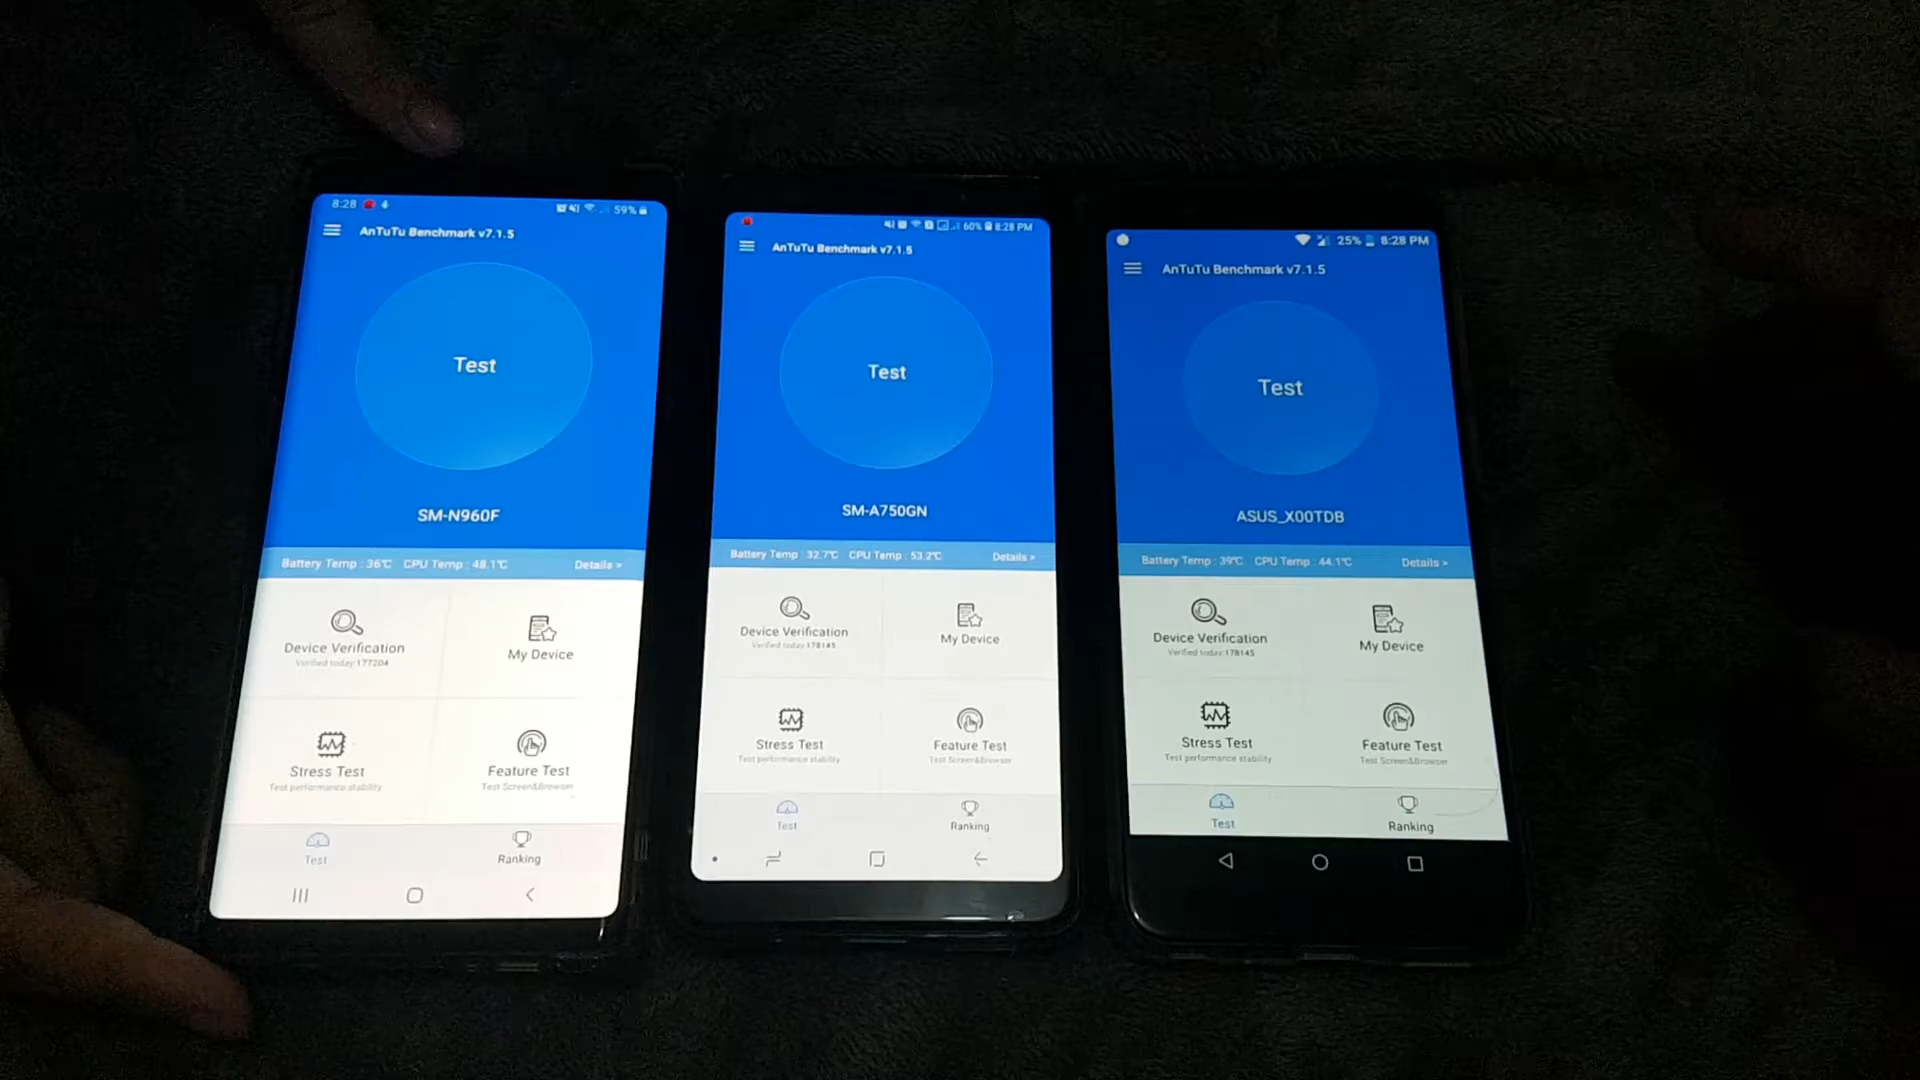 8:28
59%
AnTuTu Benchmark v7.1.5
Test
SM-N960F
Battery Temp : 36℃ CPU Temp : 48.1℃ Details >
Device Verification
Verified today:177204
My Device
Stress Test
Test performance stability
Feature Test
Test Screen&Browser
Test
Ranking
60% 8:28 PM
AnTuTu Benchmark v7.1.5
Test
SM-A750GN
Battery Temp : 32.7℃ CPU Temp : 53.2℃ Details >
Device Verification
Verified today:178145
My Device
Stress Test
Test performance stability
Feature Test
Test Screen&Browser
Test
Ranking
25% 8:28 PM
AnTuTu Benchmark v7.1.5
Test
ASUS_X00TDB
Battery Temp : 39℃ CPU Temp : 44.1℃ Details >
Device Verification
Verified today:178145
My Device
Stress Test
Test performance stability
Feature Test
Test Screen&Browser
Test
Ranking